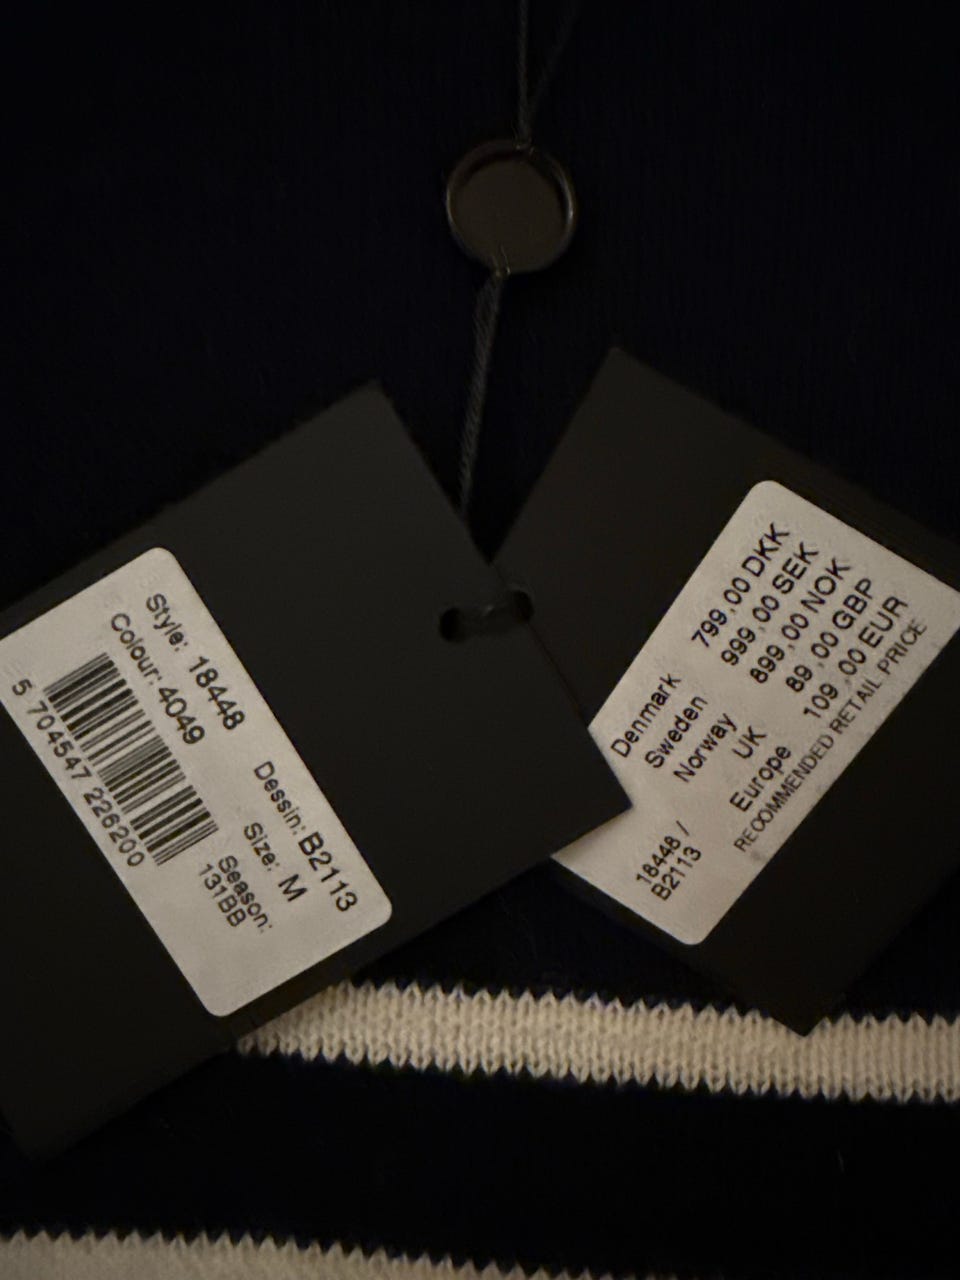 Style: 18448
Colour: 4049
5 704547 226200
Dessin: B2113
Size: M
Season:
131BB
Denmark 799,00 DKK
Sweden 999,00 SEK
Norway 899,00 NOK
UK 89,00 GBP
Europe 109,00 EUR
RECOMMENDED RETAIL PRICE
18448 /
B2113